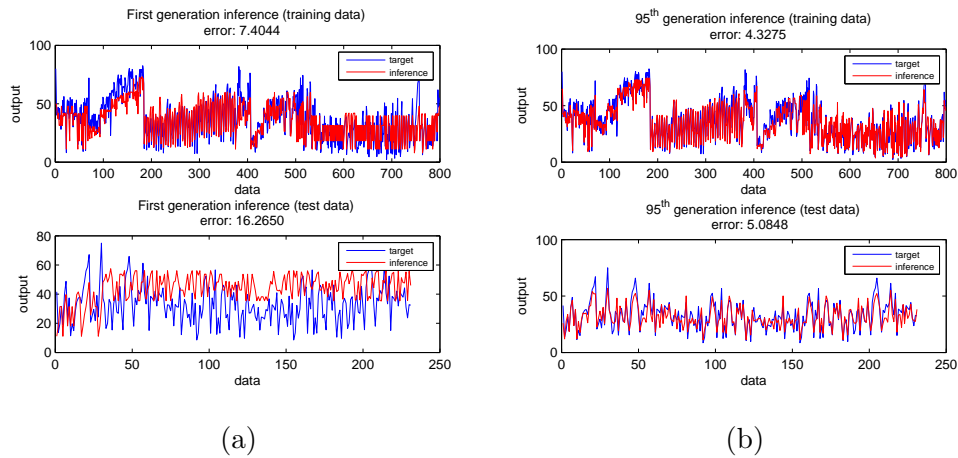 First generation inference (training data)
error: 7.4044
100
50
0
output
target
inference
0 100 200 300 400 500 600 700 800
data
First generation inference (test data)
error: 16.2650
80
60
40
20
0
output
target
inference
0 50 100 150 200 250
data
(a)
95th generation inference (training data)
error: 4.3275
100
50
0
output
target
inference
0 100 200 300 400 500 600 700 800
data
95th generation inference (test data)
error: 5.0848
100
50
0
output
target
inference
0 50 100 150 200 250
data
(b)